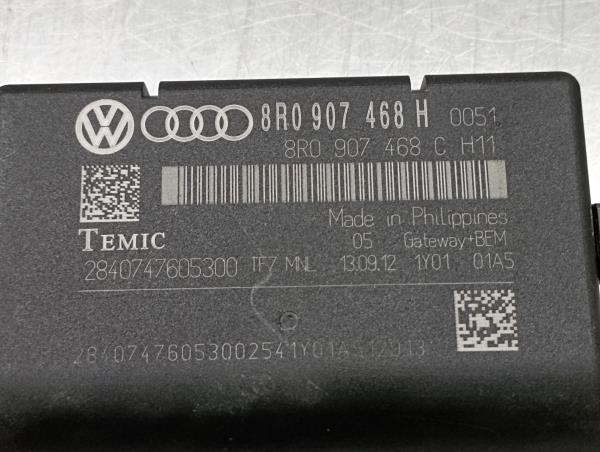 8R0 907 468 H 0051
8R0 907 468 C H11
Made in Philippines
TEMIC 05 Gateway+BEM
2840747605300 TF7 MNL 13.09.12 1Y01 01A5